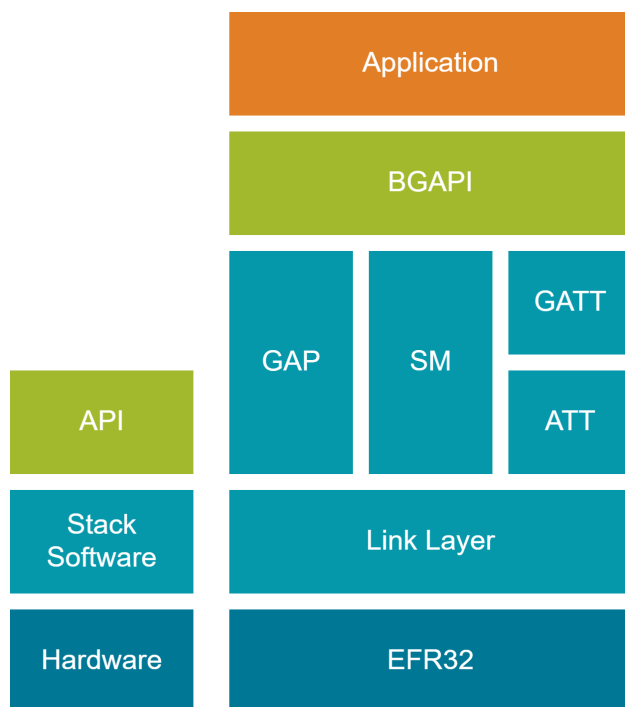 Application
BGAPI
GAP
SM
GATT
ATT
API
Stack
Software
Link Layer
Hardware
EFR32